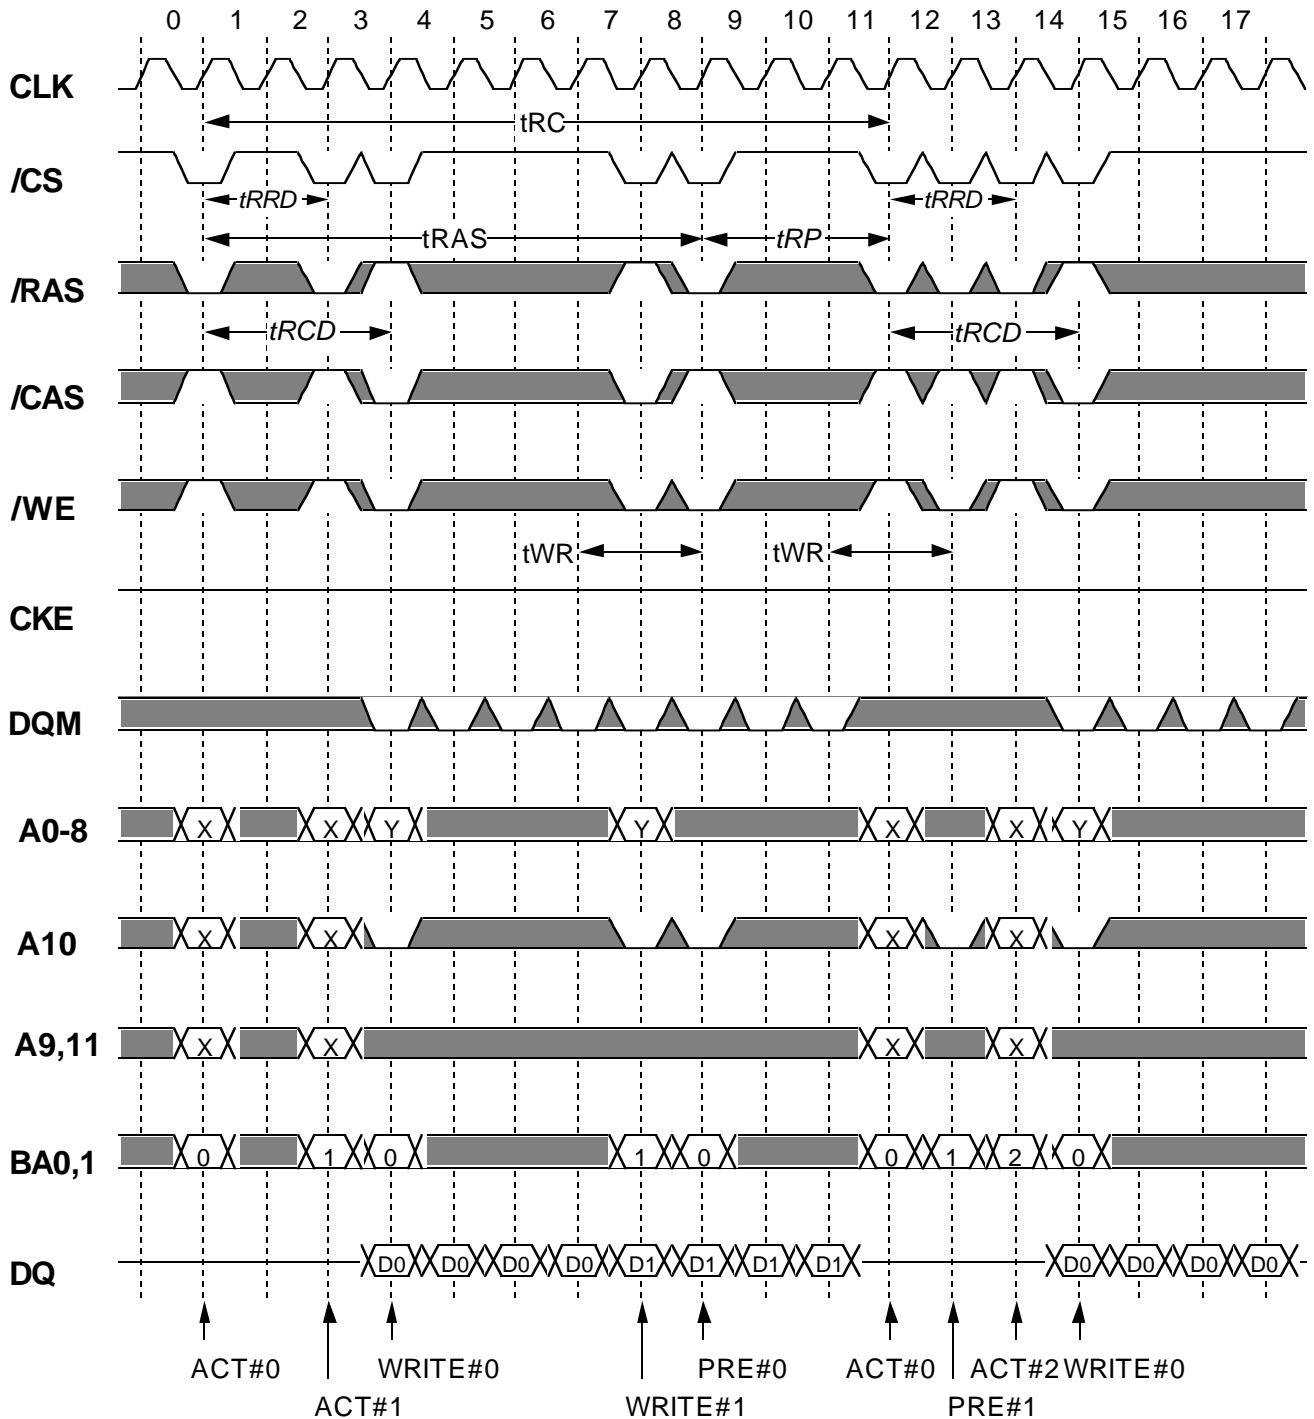 0 1 2 3 4 5 6 7 8 9 10 11 12 13 14 15 16 17
CLK
tRC
/CS
tRRD tRRD
tRAS tRP
/RAS
tRCD tRCD
/CAS
/WE
tWR tWR
CKE
DQM
A0-8 X X Y Y X X Y
A10 X X X X
A9,11 X X X X
BA0,1 0 1 0 1 0 0 1 2 0
DQ D0 D0 D0 D0 D1 D1 D1 D1 D0 D0 D0 D0
ACT#0 WRITE#0 PRE#0 ACT#0 ACT#2 WRITE#0
ACT#1 WRITE#1 PRE#1